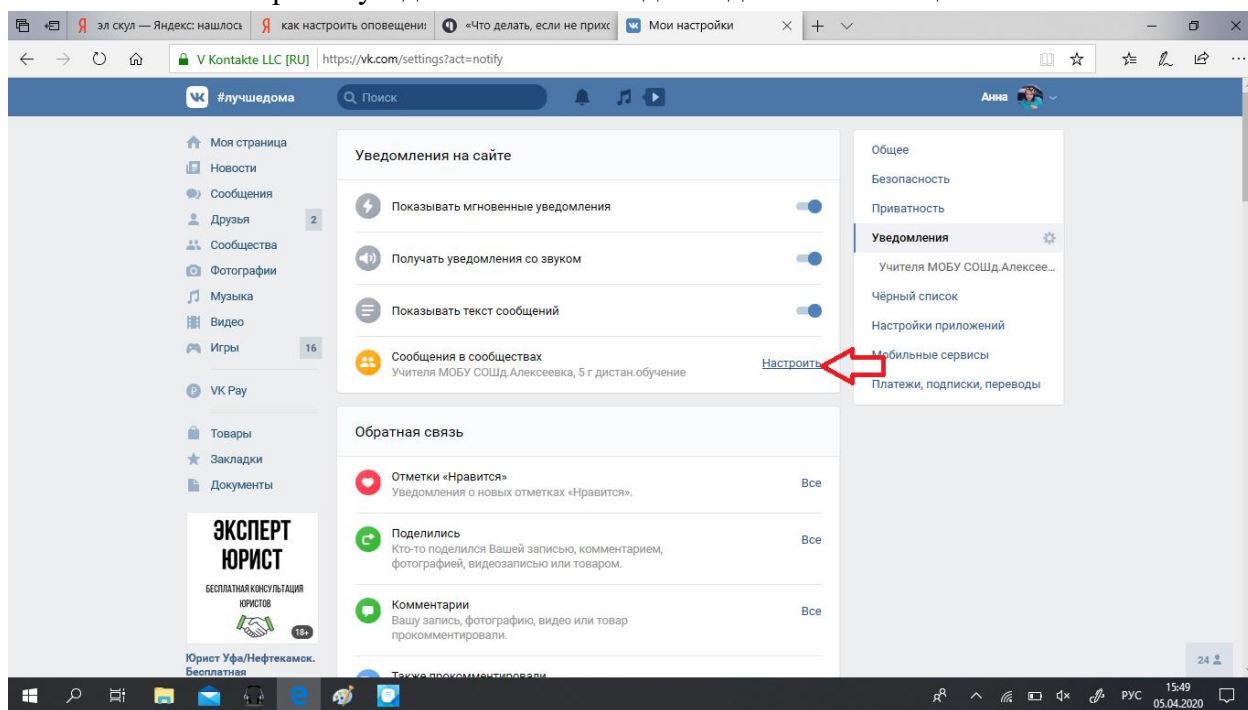 эл скул — Яндекс: нашлось
как настроить оповещени
«Что делать, если не прихо
Мои настройки
V Kontakte LLC [RU]
https://vk.com/settings?act=notify
#лучшедома
Поиск
Анна
Моя страница
Новости
Сообщения
Друзья 2
Сообщества
Фотографии
Музыка
Видео
Игры 16
VK Pay
Товары
Закладки
Документы
ЭКСПЕРТ
ЮРИСТ
БЕСПЛАТНАЯ КОНСУЛЬТАЦИЯ
ЮРИСТОВ
18+
Юрист Уфа/Нефтекамск.
Бесплатная
Уведомления на сайте
Показывать мгновенные уведомления
Получать уведомления со звуком
Показывать текст сообщений
Сообщения в сообществах
Учителя МОБУ СОШд.Алексеевка, 5 г дистан.обучение
Настроить
Обратная связь
Отметки «Нравится»
Уведомления о новых отметках «Нравится».
Все
Поделились
Кто-то поделился Вашей записью, комментарием,
фотографией, видеозаписью или товаром.
Все
Комментарии
Вашу запись, фотографию, видео или товар
прокомментировали.
Все
Также прокомментировали
Общее
Безопасность
Приватность
Уведомления
Учителя МОБУ СОШд.Алексее...
Чёрный список
Настройки приложений
Мобильные сервисы
Платежи, подписки, переводы
24
РУС
15:49
05.04.2020